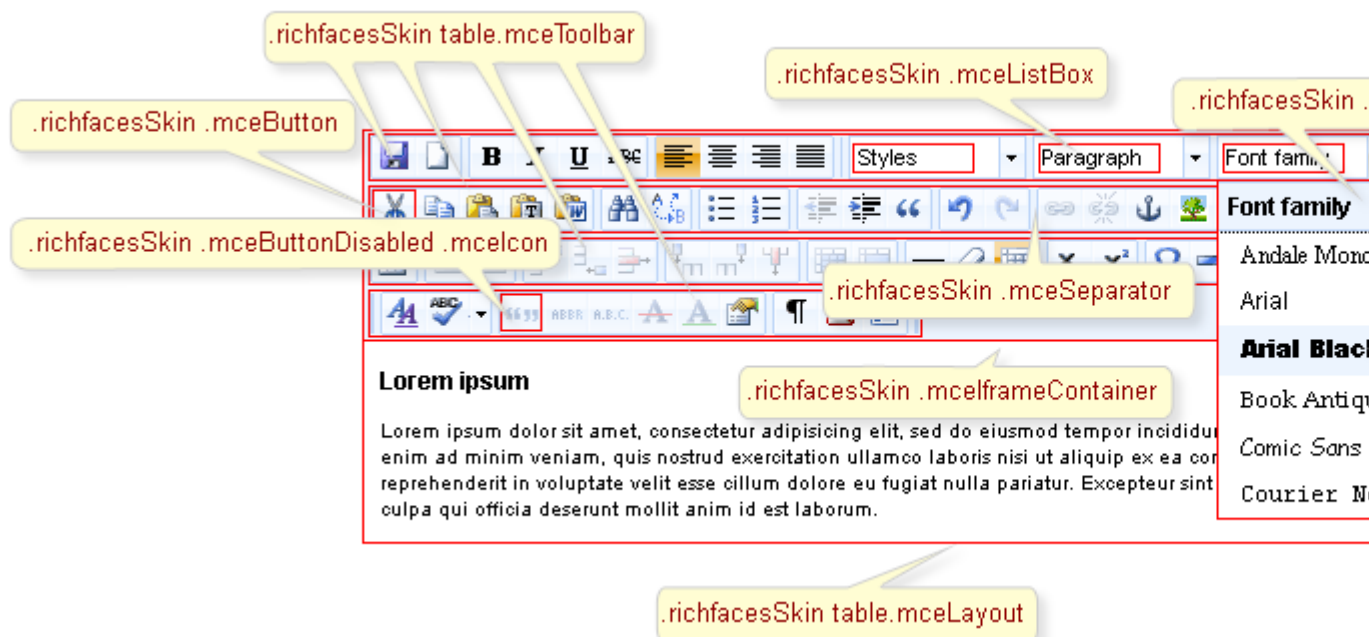 .richfacesSkin table.mceToolbar
.richfacesSkin .mceListBox
.richfacesSkin .
.richfacesSkin .mceButton
B I U ABC Styles Paragraph Font family
Font family
.richfacesSkin .mceButtonDisabled .mceIcon
Andale Mono
.richfacesSkin .mceSeparator
Arial
ABC ABBR A.B.C. A A ¶
Arial Black
Lorem ipsum
.richfacesSkin .mceIframeContainer
Book Antiqu
Lorem ipsum dolor sit amet, consectetur adipisicing elit, sed do eiusmod tempor incididun
enim ad minim veniam, quis nostrud exercitation ullamco laboris nisi ut aliquip ex ea con
Comic Sans
reprehenderit in voluptate velit esse cillum dolore eu fugiat nulla pariatur. Excepteur sint
Courier Ne
culpa qui officia deserunt mollit anim id est laborum.
.richfacesSkin table.mceLayout